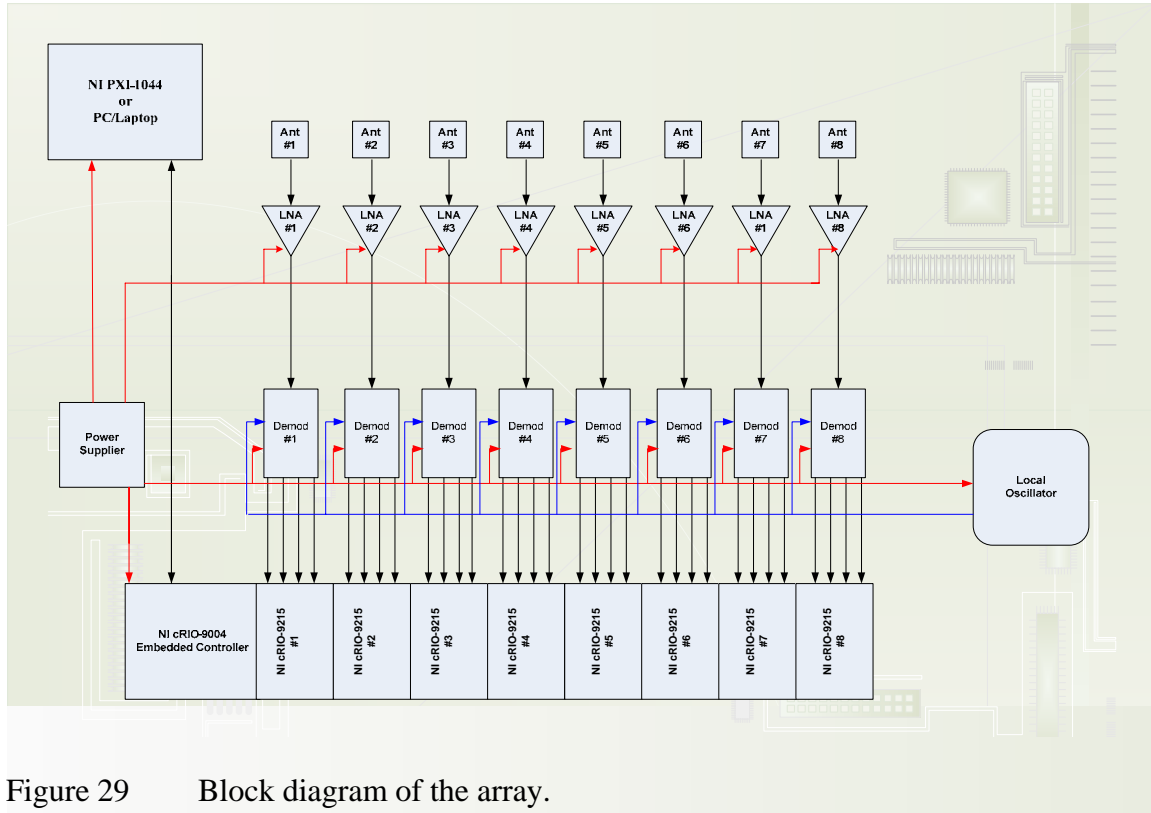 NI PXI-1044
or
PC/Laptop
Ant
#1
Ant
#2
Ant
#3
Ant
#4
Ant
#5
Ant
#6
Ant
#7
Ant
#8
LNA
#1
LNA
#2
LNA
#3
LNA
#4
LNA
#5
LNA
#6
LNA
#1
LNA
#8
Power
Supplier
Demod
#1
Demod
#2
Demod
#3
Demod
#4
Demod
#5
Demod
#6
Demod
#7
Demod
#8
Local
Oscillator
NI cRIO-9004
Embedded Controller
NI cRIO-9215
#1
NI cRIO-9215
#2
NI cRIO-9215
#3
NI cRIO-9215
#4
NI cRIO-9215
#5
NI cRIO-9215
#6
NI cRIO-9215
#7
NI cRIO-9215
#8
Figure 29 Block diagram of the array.